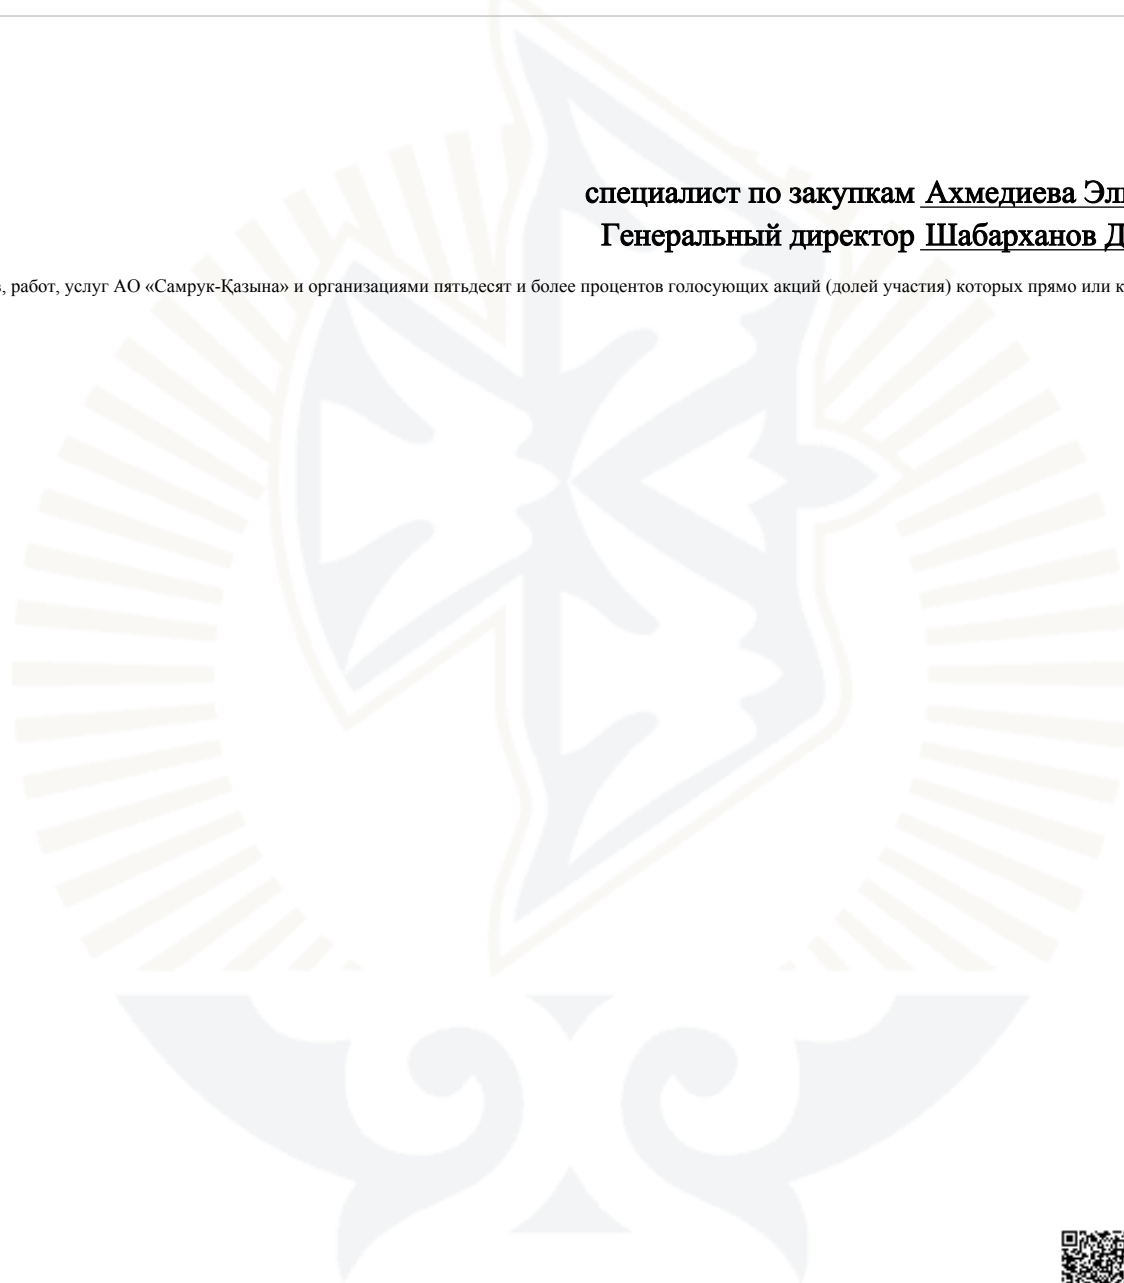 специалист по закупкам Ахмедиева
Генеральный директор Шабарханов
работ, услуг АО «Самрук-Қазына» и организациями пятьдесят и более процентов голосующих акций (долей участия) которых прямо или